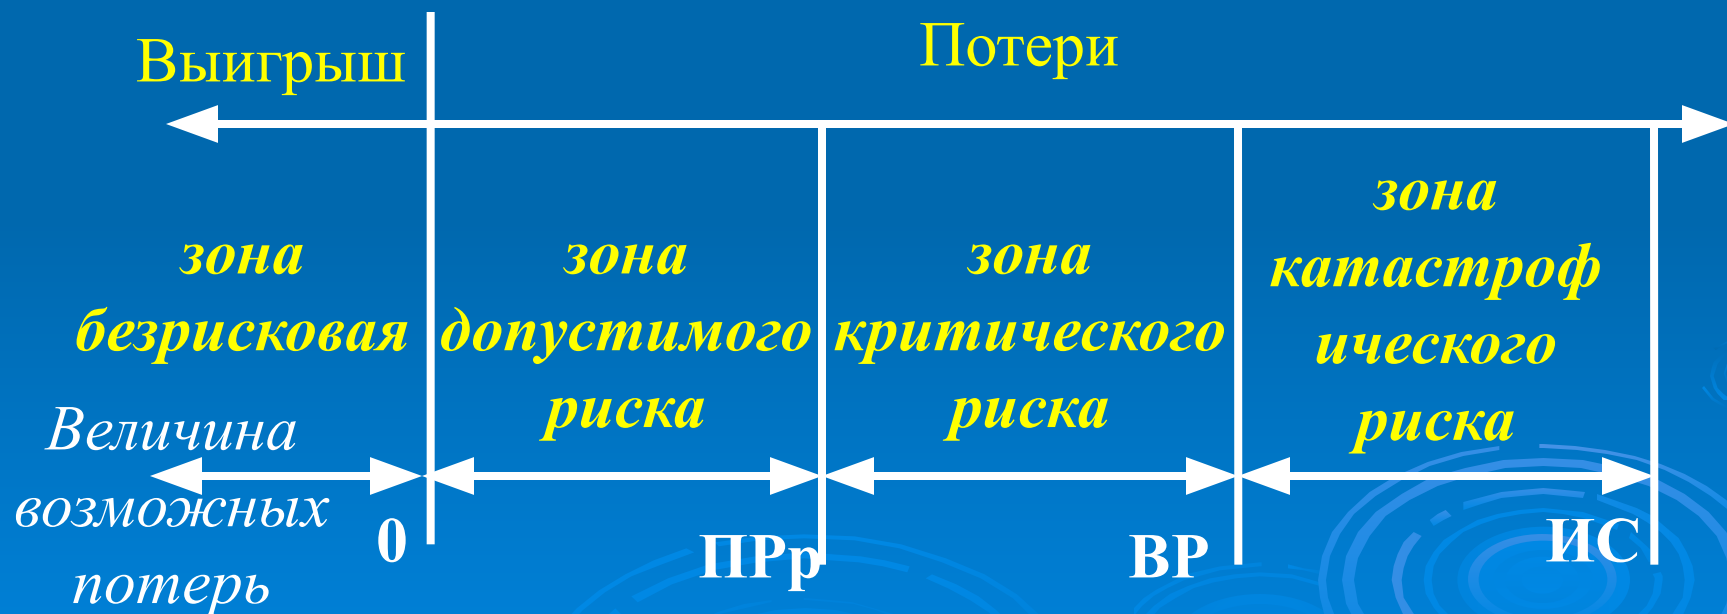 Выигрыш
Потери
зона
безрисковая
зона
допустимого
риска
зона
критического
риска
зона
катастроф
ического
риска
Величина
возможных
потерь
0
ПРр
ВР
ИС